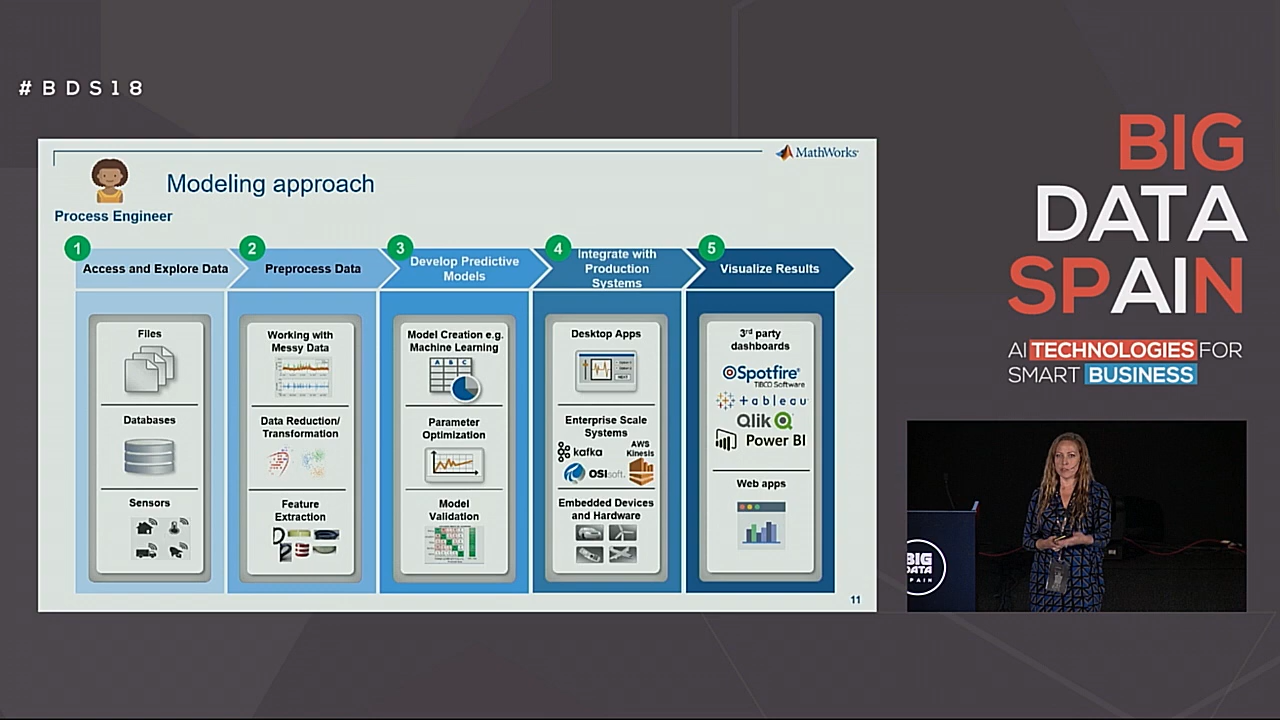 #BDS18
MathWorks®
Modeling approach
Process Engineer
1
Access and Explore Data
Files
Databases
Sensors
2
Preprocess Data
Working with
Messy Data
Data Reduction/
Transformation
Feature
Extraction
3
Develop Predictive
Models
Model Creation e.g.
Machine Learning
A B C
Parameter
Optimization
Model
Validation
4
Integrate with
Production
Systems
Desktop Apps
Enterprise Scale
Systems
kafka
AWS
Kinesis
OSIsoft.
Embedded Devices
and Hardware
5
Visualize Results
3rd party
dashboards
Spotfire®
TIBCO Software
+ableau
Qlik
Power BI
Web apps
11
BIG
DATA
SPAIN
AI TECHNOLOGIES FOR
SMART BUSINESS
BIG
DATA
PAIN